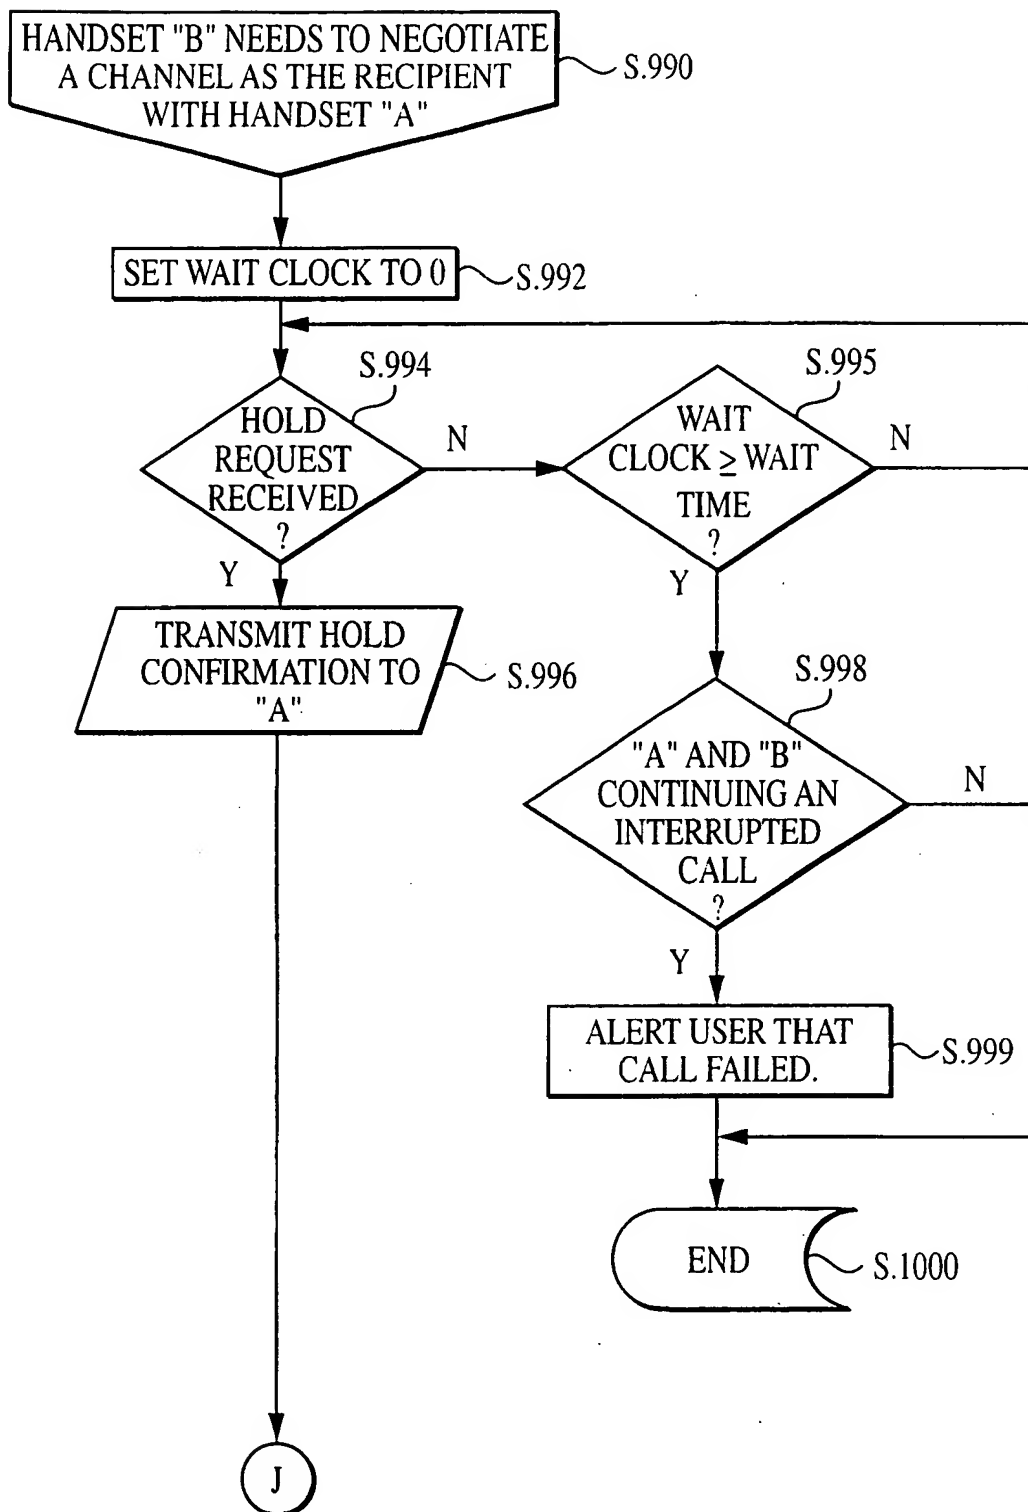 HANDSET "B" NEEDS TO NEGOTIATE
A CHANNEL AS THE RECIPIENT
WITH HANDSET "A"
S.990
SET WAIT CLOCK TO 0
S.992
S.994
HOLD
REQUEST
RECEIVED
?
N
Y
S.995
WAIT
CLOCK ≥ WAIT
TIME
?
N
Y
TRANSMIT HOLD
CONFIRMATION TO
"A"
S.996
S.998
"A" AND "B"
CONTINUING AN
INTERRUPTED
CALL
?
N
Y
ALERT USER THAT
CALL FAILED.
S.999
END
S.1000
J